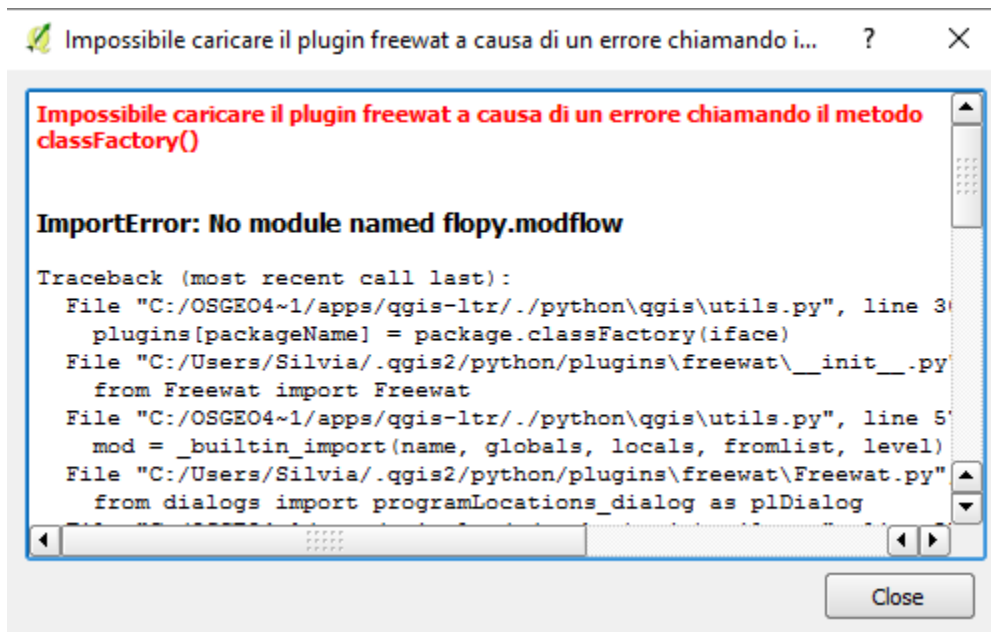 Impossibile caricare il plugin freewat a causa di un errore chiamando i... ?
Impossibile caricare il plugin freewat a causa di un errore chiamando il metodo
classFactory()
ImportError: No module named flopy.modflow
Traceback (most recent call last):
File "C:/OSGEO4~1/apps/qgis-ltr/./python\qgis\utils.py", line
plugins[packageName] = package.classFactory(iface)
File "C:/Users/Silvia/.qgis2/python/plugins\freewat\__init__.py"
from Freewat import Freewat
File "C:/OSGEO4~1/apps/qgis-ltr/./python\qgis\utils.py", line 5
mod = _builtin_import(name, globals, locals, fromlist, level)
File "C:/Users/Silvia/.qgis2/python/plugins\freewat\Freewat.py"
from dialogs import programLocations_dialog as plDialog
Close